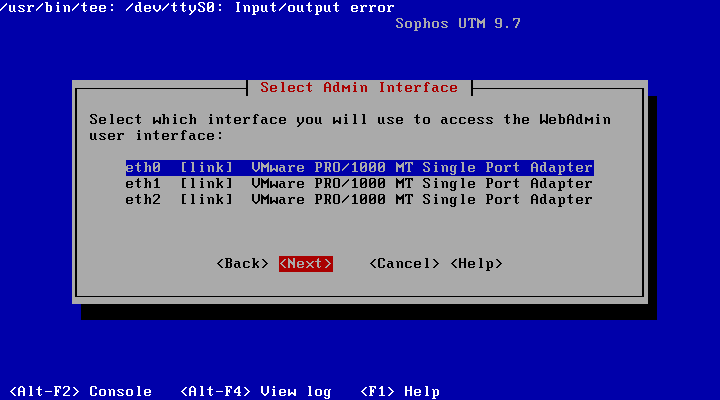 /usr/bin/tee: /dev/ttyS0: Input/output error
Sophos UTM 9.7
Select Admin Interface
Select which interface you will use to access the WebAdmin
user interface:
eth0 [link] VMware PRO/1000 MT Single Port Adapter
eth1 [link] VMware PRO/1000 MT Single Port Adapter
eth2 [link] VMware PRO/1000 MT Single Port Adapter
<Back> <Next> <Cancel> <Help>
<Alt-F2> Console <Alt-F4> View log <F1> Help